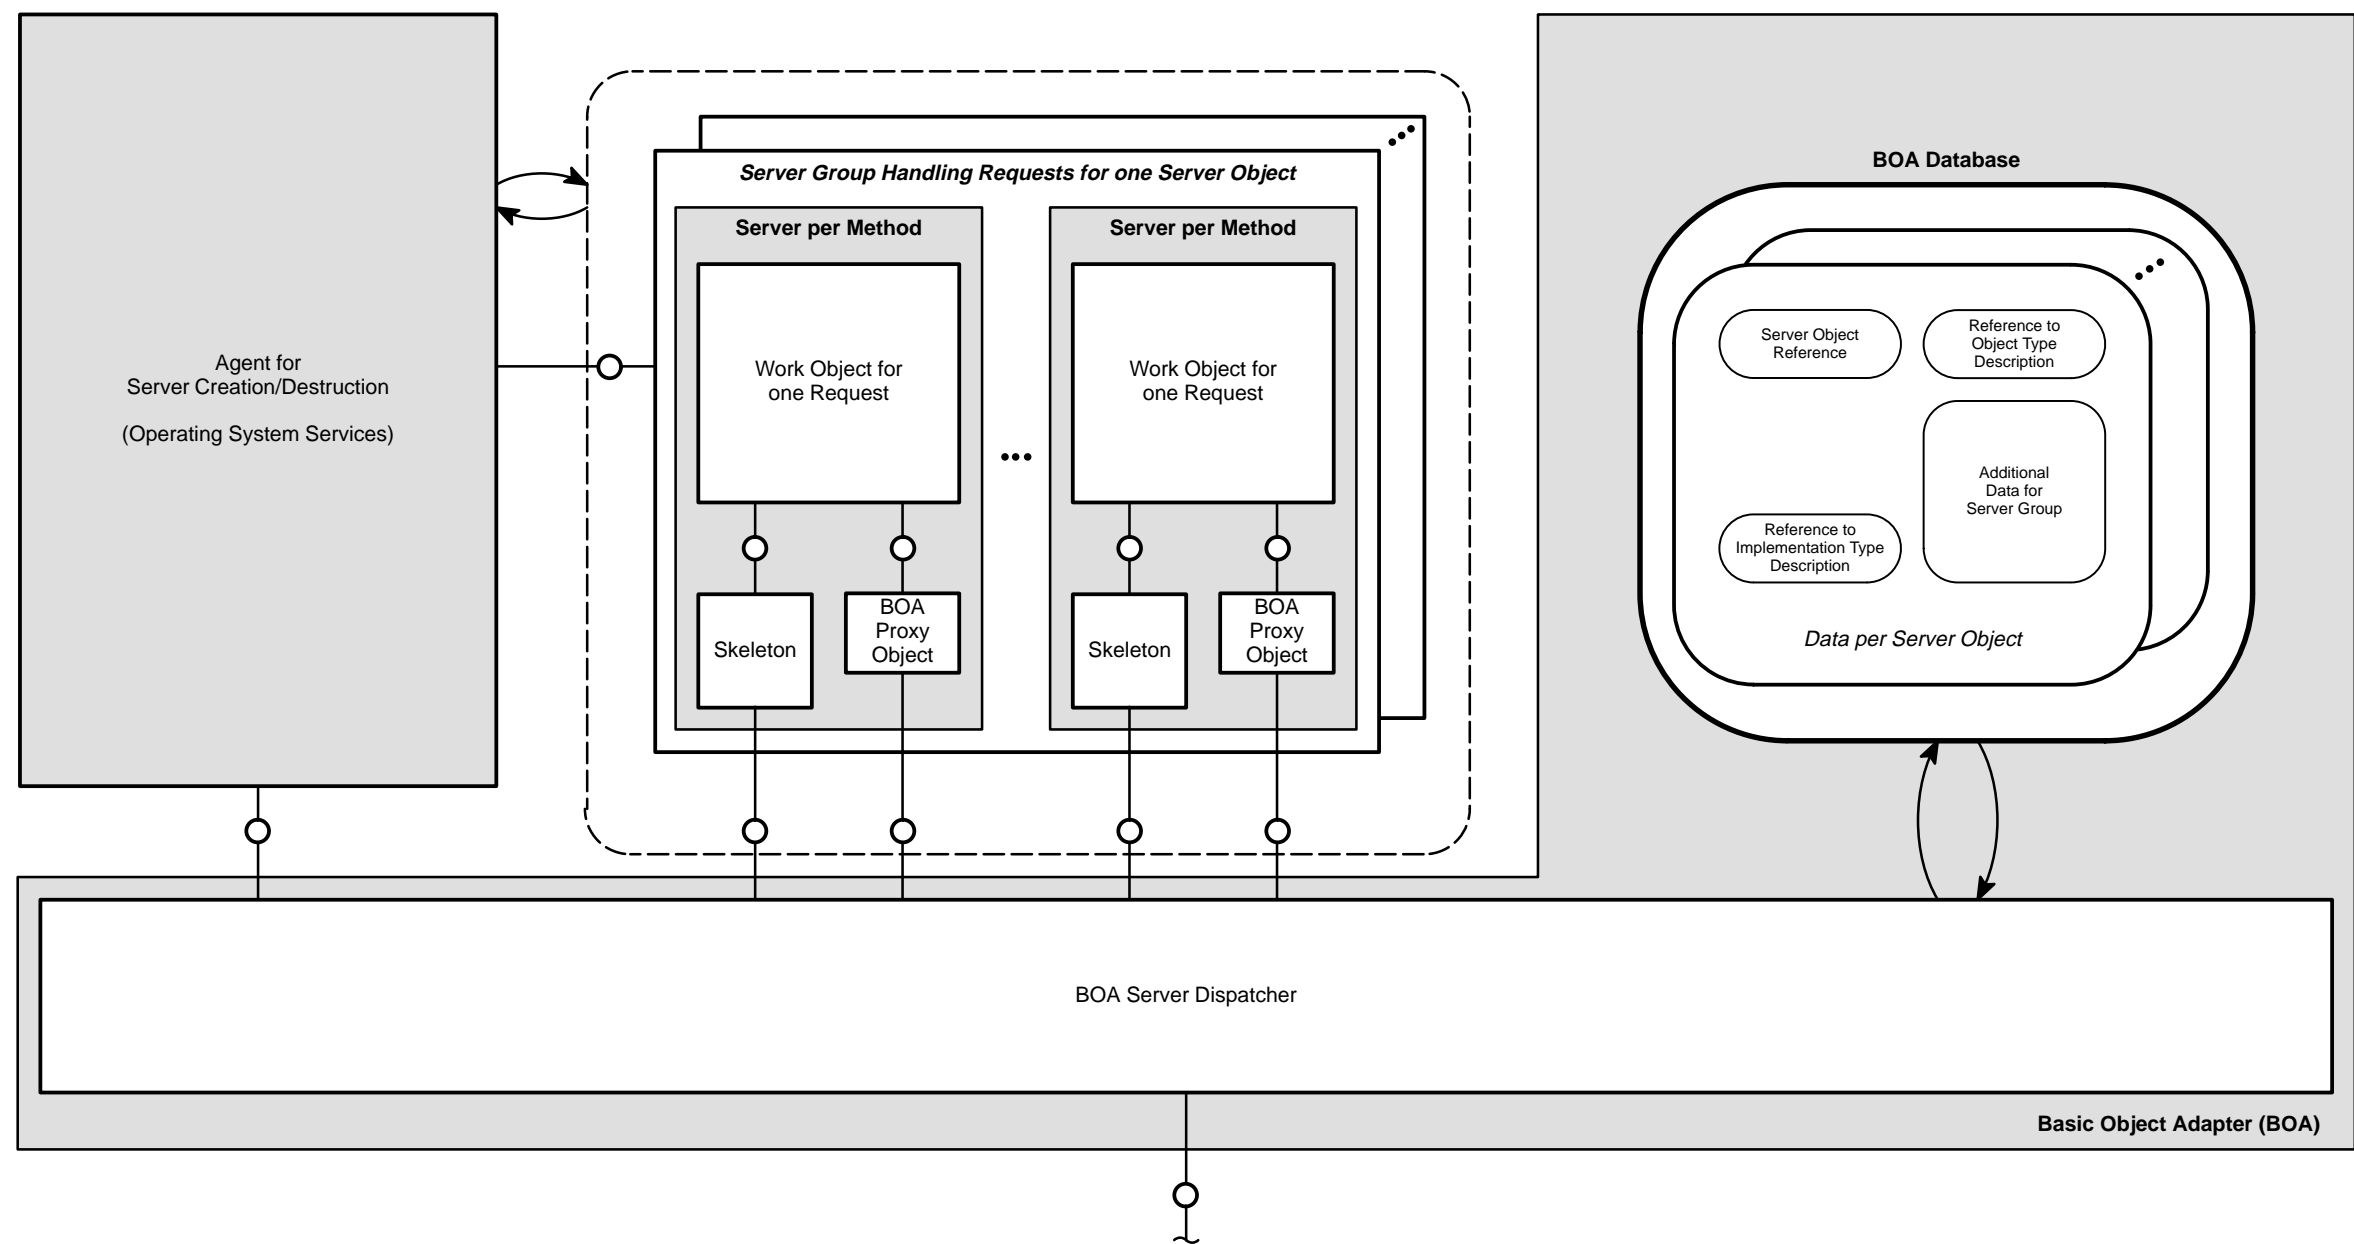 Agent for
Server Creation/Destruction
(Operating System Services)
Server Group Handling Requests for one Server Object
Server per Method
Work Object for
one Request
Skeleton
BOA
Proxy
Object
Server per Method
Work Object for
one Request
Skeleton
BOA
Proxy
Object
BOA Database
Server Object
Reference
Reference to
Object Type
Description
Additional
Data for
Server Group
Reference to
Implementation Type
Description
Data per Server Object
BOA Server Dispatcher
Basic Object Adapter (BOA)